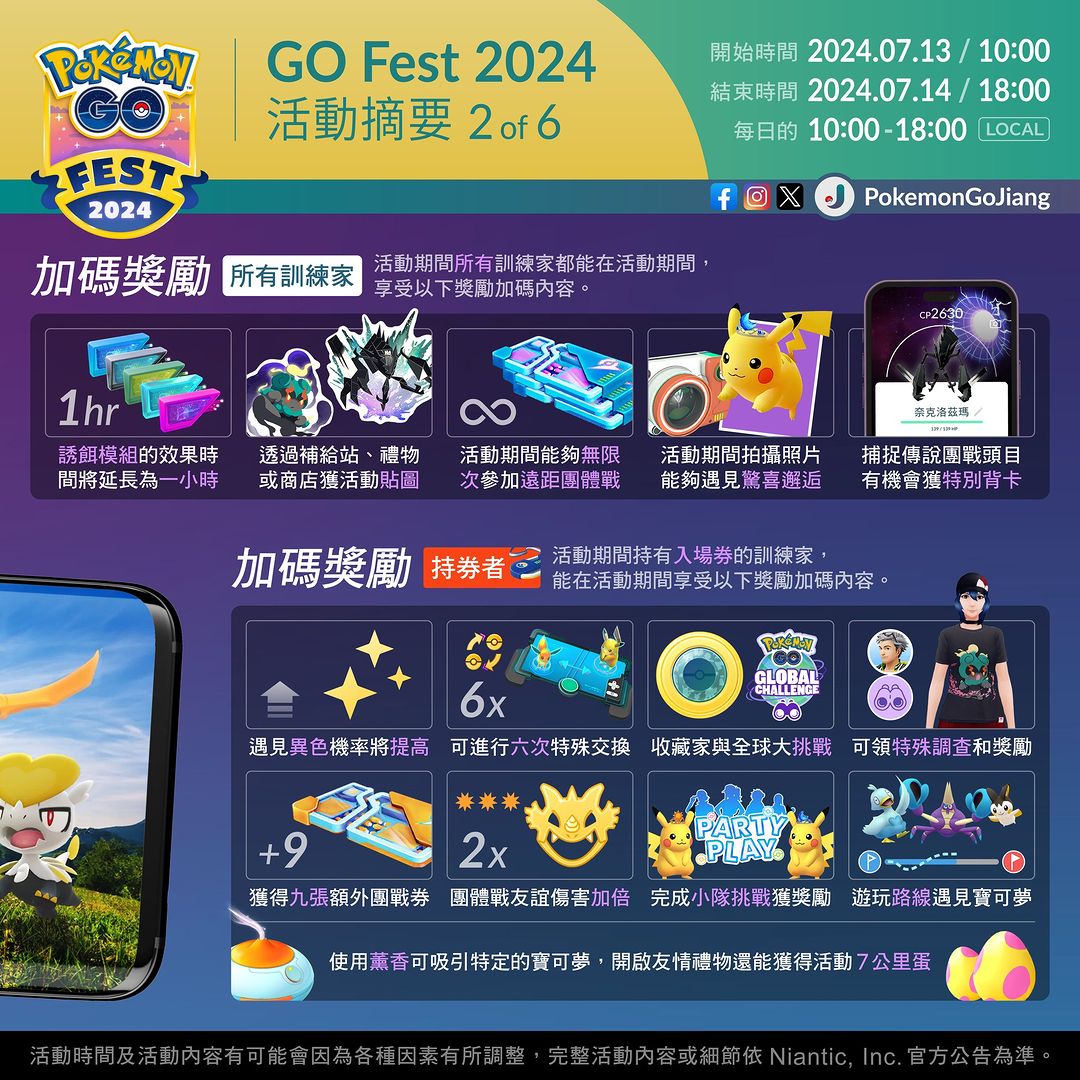 POKéMON
GO
FEST
2024
GO Fest 2024
活動摘要 2 of 6
開始時間 2024.07.13 / 10:00
結束時間 2024.07.14 / 18:00
每日的 10:00 - 18:00 LOCAL
PokemonGoJiang
加碼獎勵 所有訓練家
活動期間所有訓練家都能在活動期間，
享受以下獎勵加碼內容。
1hr
誘餌模組的效果時
間將延長為一小時
透過補給站、禮物
或商店獲活動貼圖
∞
活動期間能夠無限
次參加遠距團體戰
活動期間拍攝照片
能夠遇見驚喜邂逅
CP2630
奈克洛茲瑪
139 / 139 HP
捕捉傳說團戰頭目
有機會獲特別背卡
加碼獎勵 持券者
活動期間持有入場券的訓練家，
能在活動期間享受以下獎勵加碼內容。
遇見異色機率將提高
6x
可進行六次特殊交換
POKéMON
GO
GLOBAL
CHALLENGE
收藏家與全球大挑戰
可領特殊調查和獎勵
+9
獲得九張額外團戰券
2x
團體戰友誼傷害加倍
PARTY
PLAY
完成小隊挑戰獲獎勵
遊玩路線遇見寶可夢
使用薰香可吸引特定的寶可夢，開啟友情禮物還能獲得活動７公里蛋
活動時間及活動內容有可能會因為各種因素有所調整，完整活動內容或細節依 Niantic, Inc. 官方公告為準。